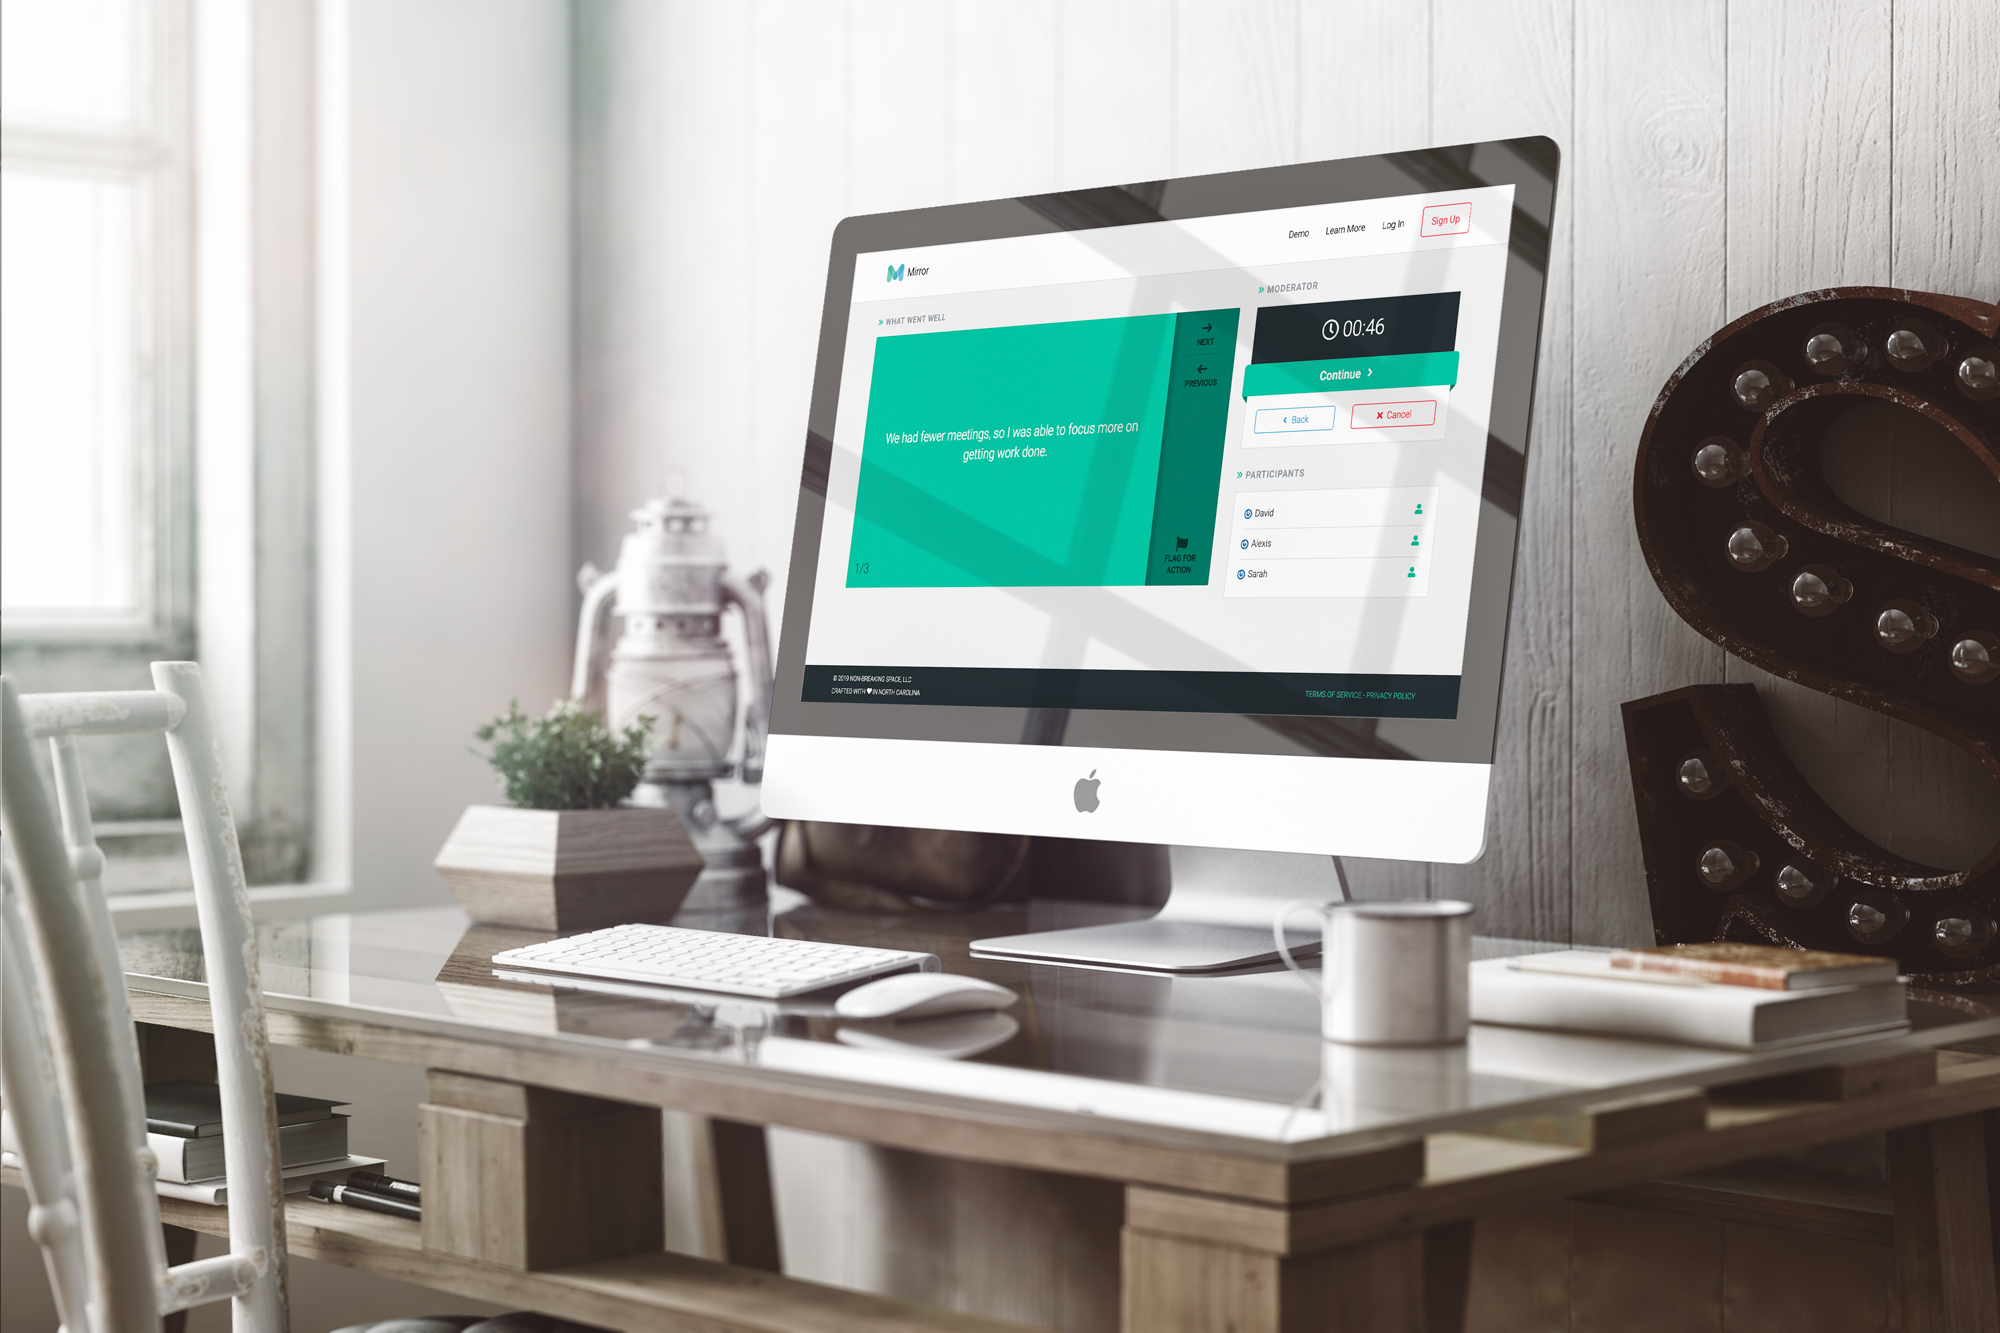 Mirror
Demo
Learn More
Log In
Sign Up
WHAT WENT WELL
We had fewer meetings, so I was able to focus more on
getting work done.
1/3
NEXT
PREVIOUS
FLAG FOR
ACTION
MODERATOR
00:46
Continue
Back
Cancel
PARTICIPANTS
David
Alexis
Sarah
© 2019 NON-BREAKING SPACE, LLC
CRAFTED WITH ♥ IN NORTH CAROLINA
TERMS OF SERVICE • PRIVACY POLICY